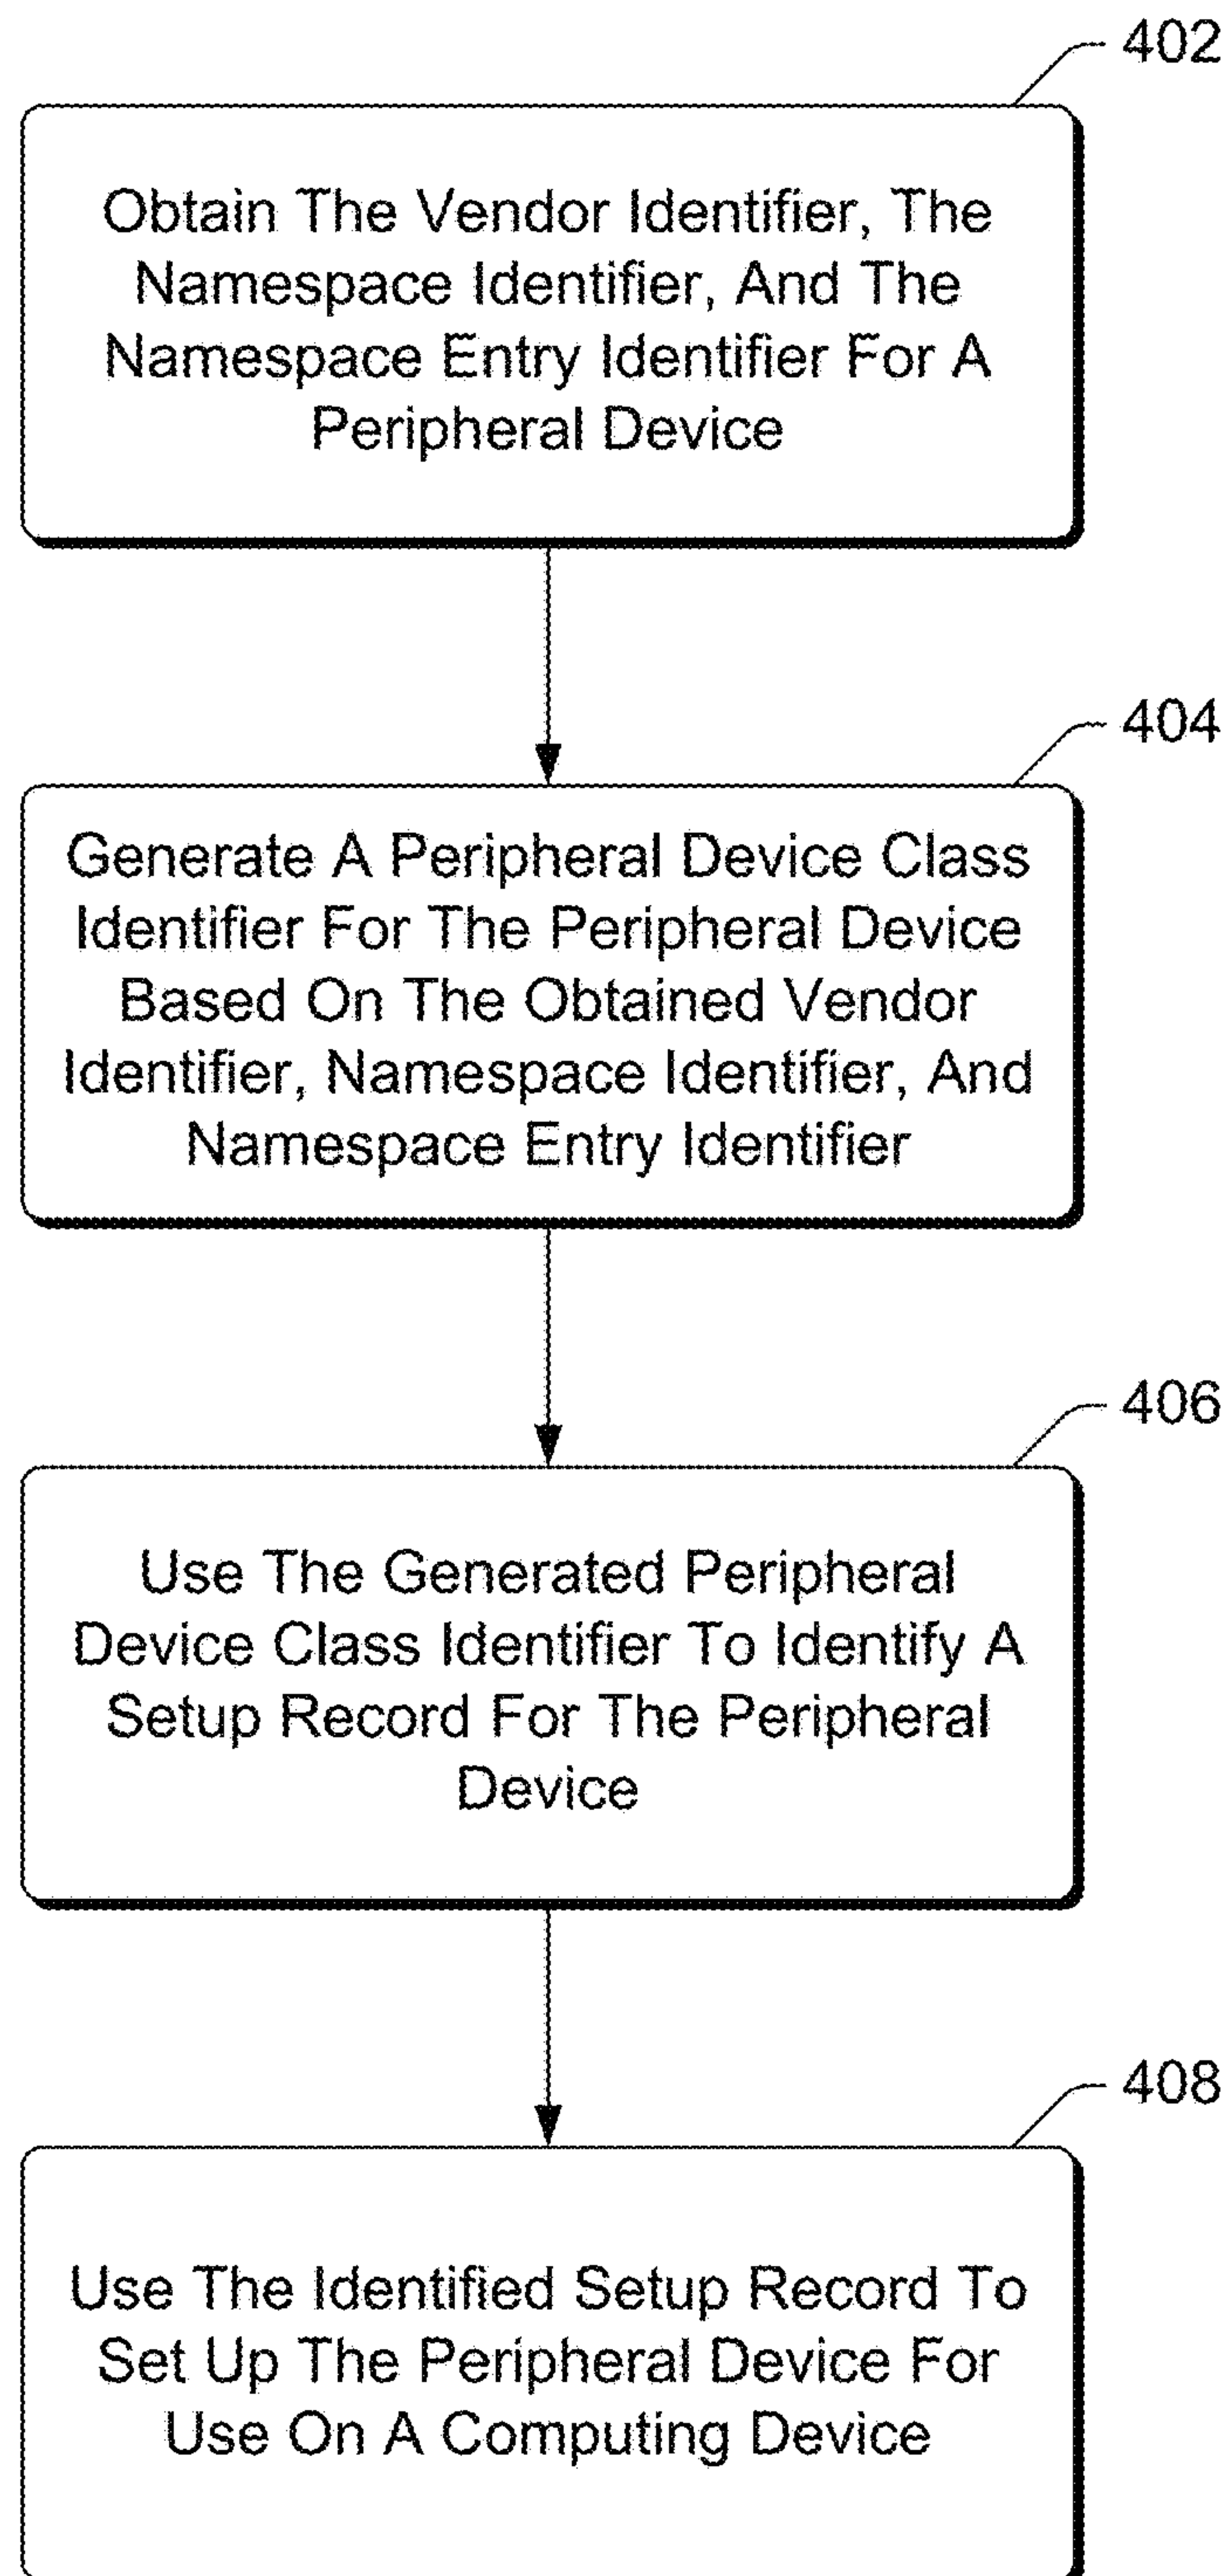 402
Obtain The Vendor Identifier, The
Namespace Identifier, And The
Namespace Entry Identifier For A
Peripheral Device
404
Generate A Peripheral Device Class
Identifier For The Peripheral Device
Based On The Obtained Vendor
Identifier, Namespace Identifier, And
Namespace Entry Identifier
406
Use The Generated Peripheral
Device Class Identifier To Identify A
Setup Record For The Peripheral
Device
408
Use The Identified Setup Record To
Set Up The Peripheral Device For
Use On A Computing Device